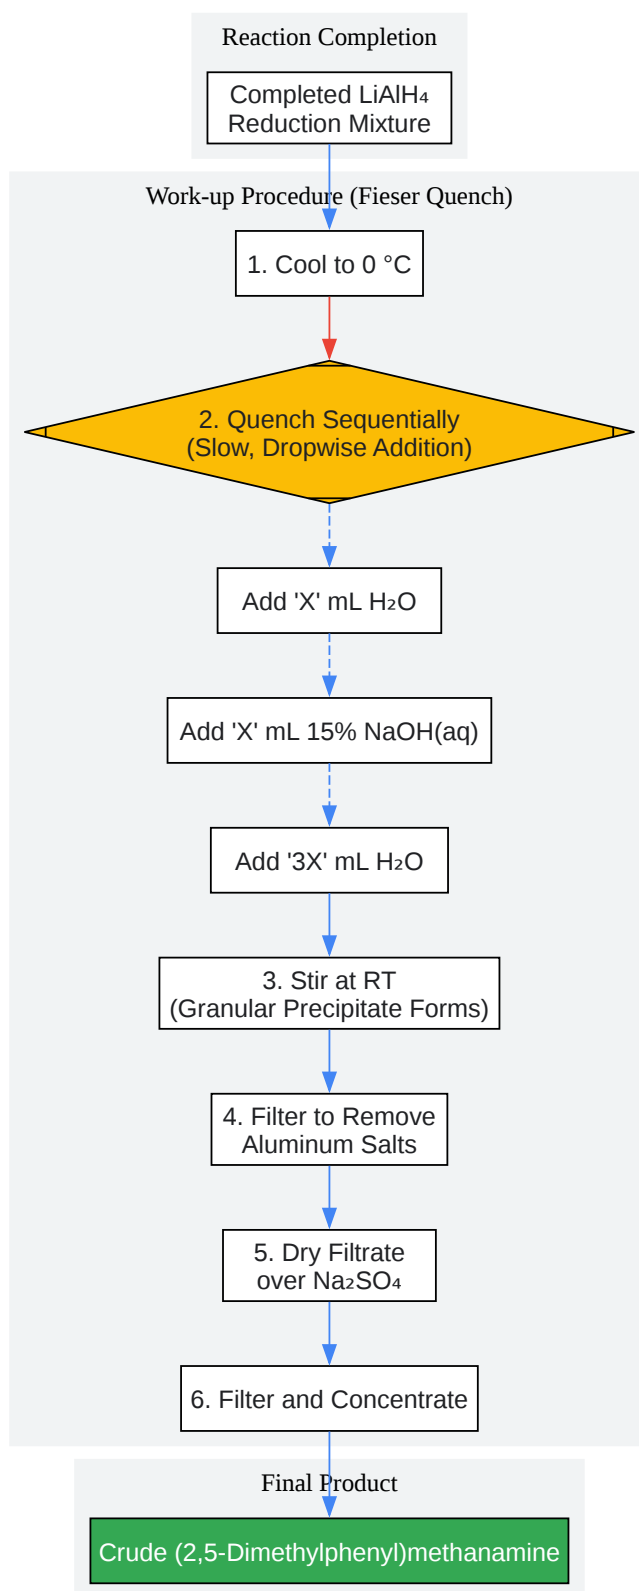 Reaction Completion
Completed LiAlH₄
Reduction Mixture
Work-up Procedure (Fieser Quench)
1. Cool to 0 °C
2. Quench Sequentially
(Slow, Dropwise Addition)
Add 'X' mL H₂O
Add 'X' mL 15% NaOH(aq)
Add '3X' mL H₂O
3. Stir at RT
(Granular Precipitate Forms)
4. Filter to Remove
Aluminum Salts
5. Dry Filtrate
over Na₂SO₄
6. Filter and Concentrate
Final Product
Crude (2,5-Dimethylphenyl)methanamine